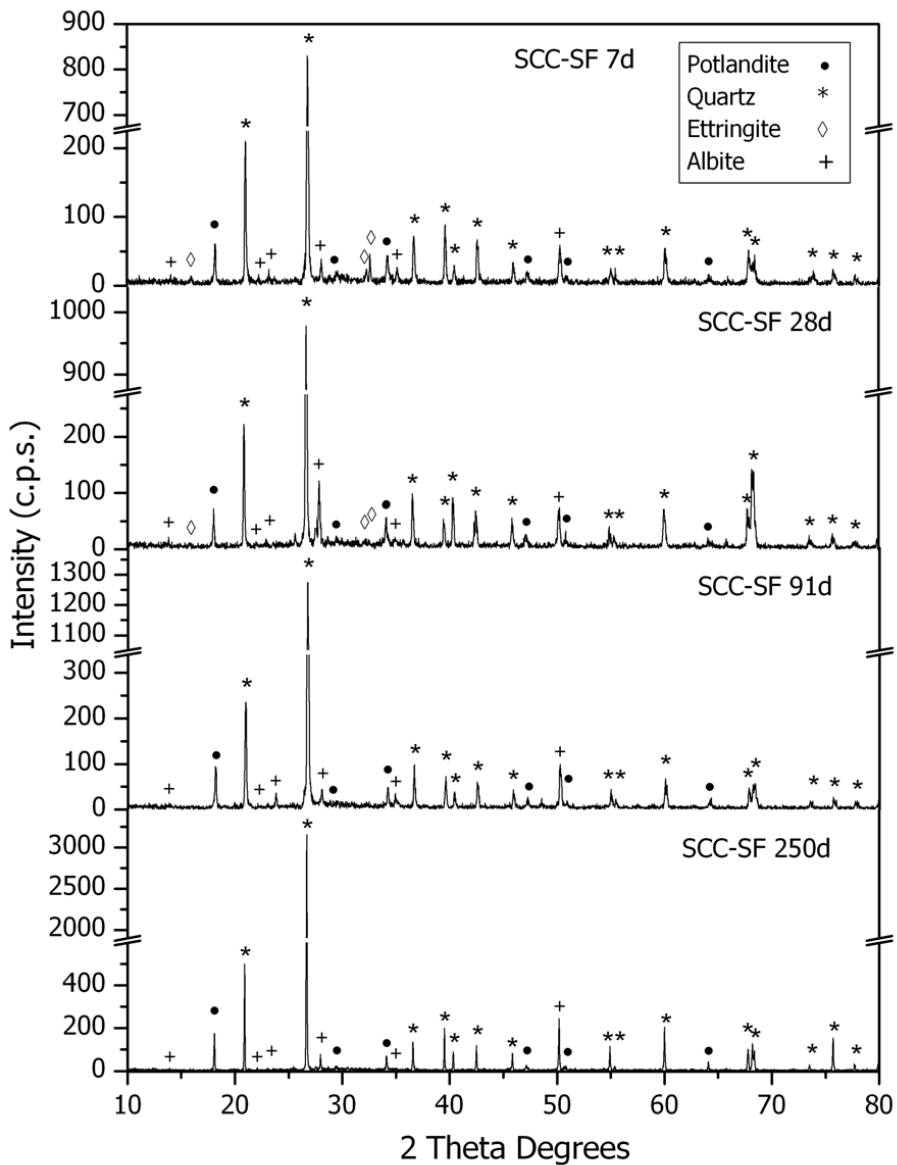 900
800
700
200
100
0
SCC-SF 7d
Potlandite ●
Quartz *
Ettringite ◊
Albite +
1000
900
200
100
0
SCC-SF 28d
1300
1200
1100
300
200
100
0
SCC-SF 91d
3000
2500
2000
400
200
0
SCC-SF 250d
Intensity (c.p.s.)
10 20 30 40 50 60 70 80
2 Theta Degrees